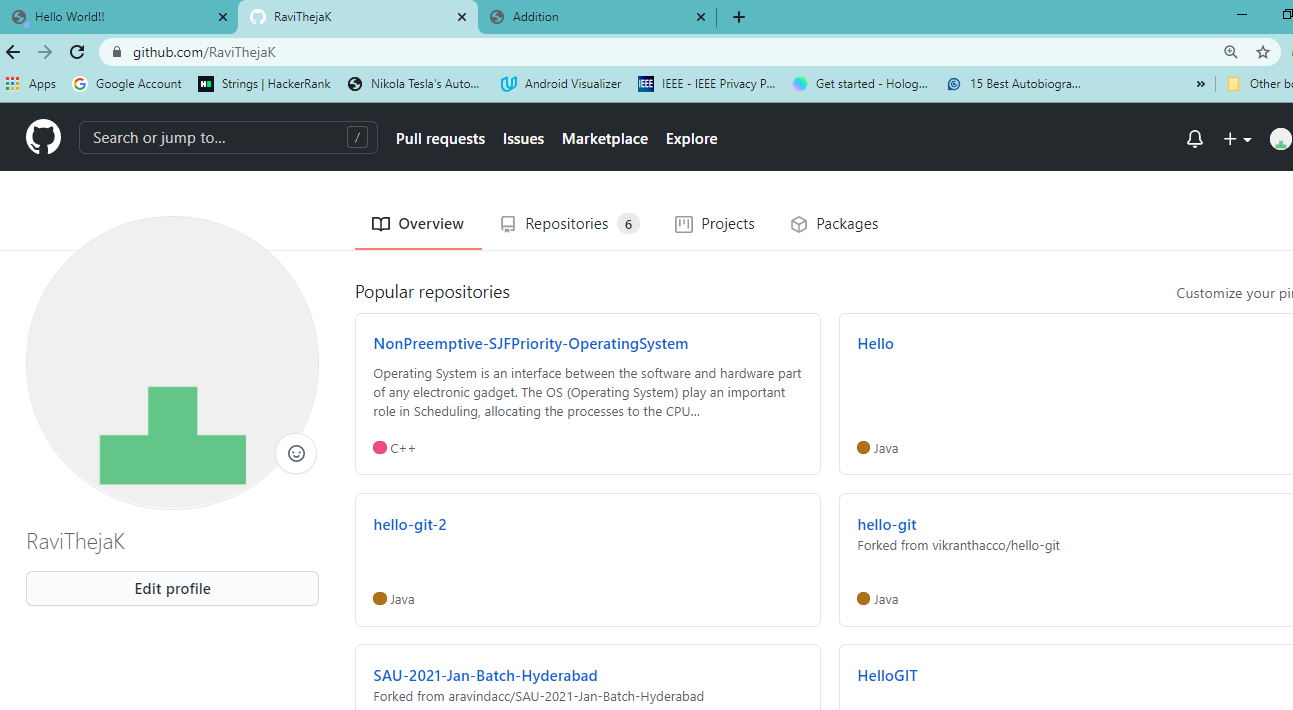 Hello World!!
RaviThejaK
Addition
github.com/RaviThejaK
Apps
Google Account
Strings | HackerRank
Nikola Tesla's Auto...
Android Visualizer
IEEE - IEEE Privacy P...
Get started - Holog...
15 Best Autobiogra...
»
Other bo
Search or jump to...
/
Pull requests
Issues
Marketplace
Explore
Overview
Repositories 6
Projects
Packages
Popular repositories
Customize your pi
NonPreemptive-SJFPriority-OperatingSystem
Operating System is an interface between the software and hardware part
of any electronic gadget. The OS (Operating System) play an important
role in Scheduling, allocating the processes to the CPU...
C++
Hello
Java
hello-git-2
Java
hello-git
Forked from vikranthacco/hello-git
Java
SAU-2021-Jan-Batch-Hyderabad
Forked from aravindacc/SAU-2021-Jan-Batch-Hyderabad
HelloGIT
RaviThejaK
Edit profile